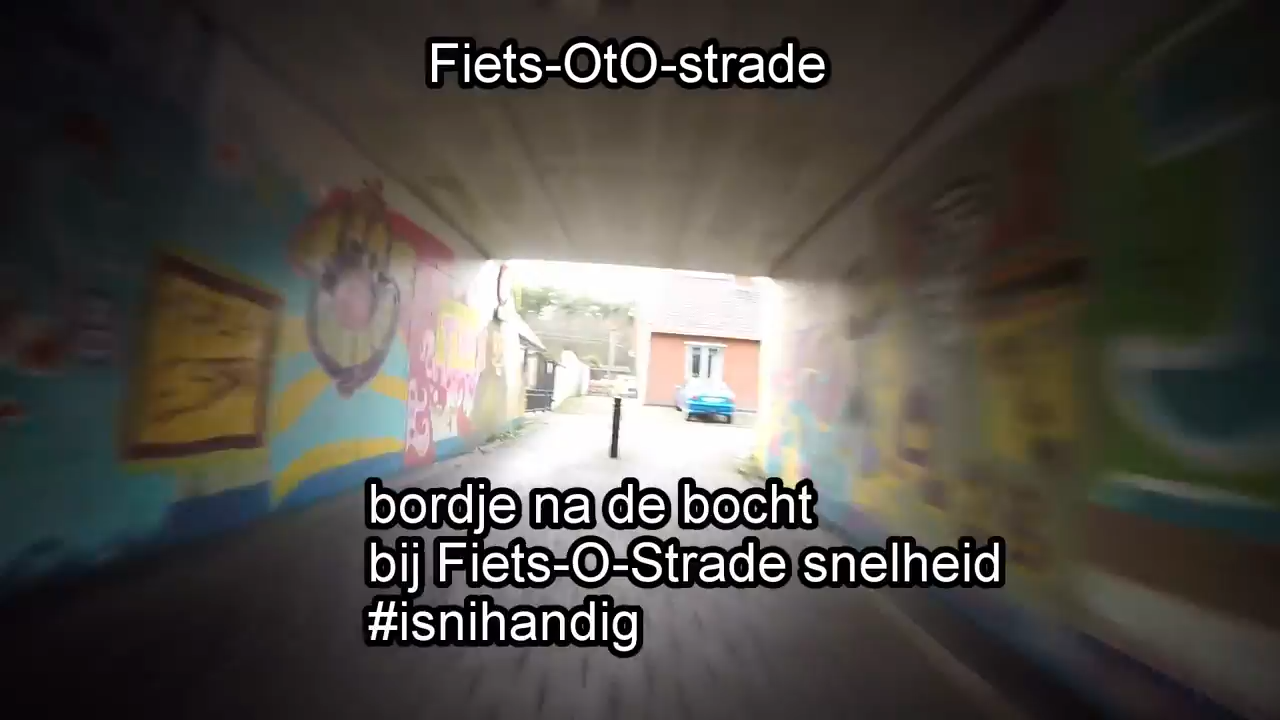 Fiets-OtO-strade
bordje na de bocht
bij Fiets-O-Strade snelheid
#isnihandig